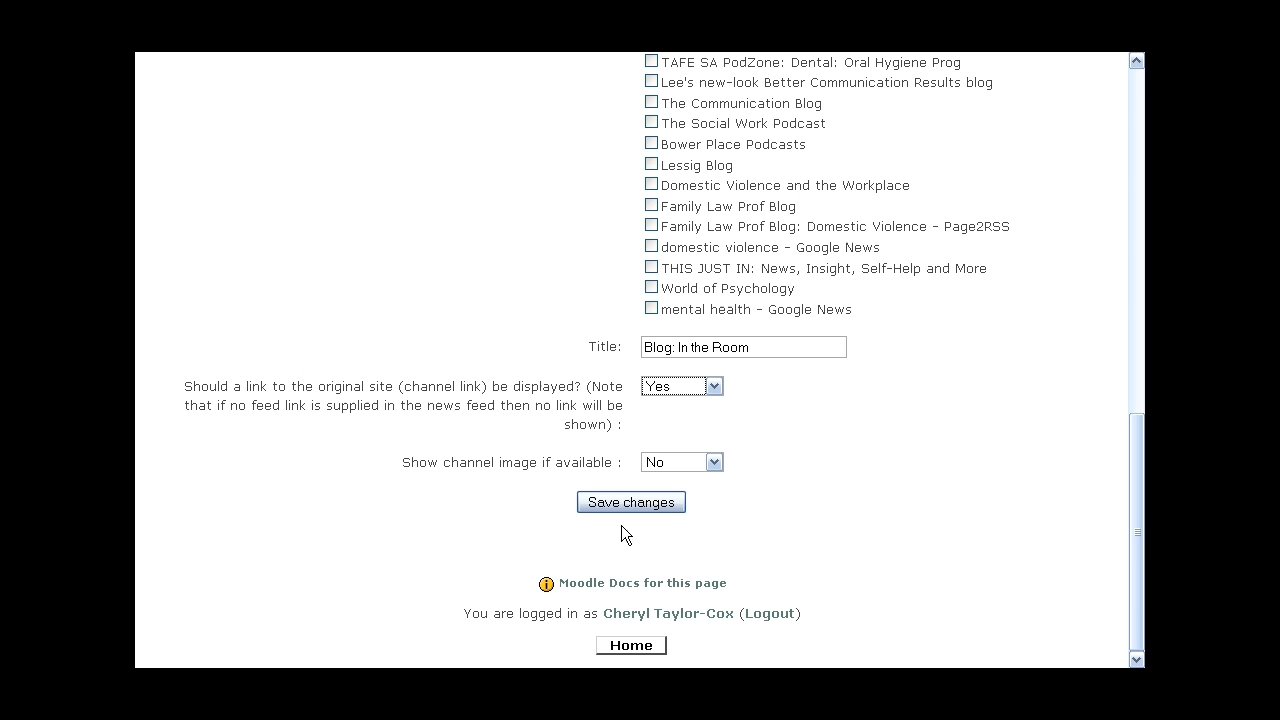 TAFE SA PodZone: Dental: Oral Hygiene Prog
Lee's new-look Better Communication Results blog
The Communication Blog
The Social Work Podcast
Bower Place Podcasts
Lessig Blog
Domestic Violence and the Workplace
Family Law Prof Blog
Family Law Prof Blog: Domestic Violence - Page2RSS
domestic violence - Google News
THIS JUST IN: News, Insight, Self-Help and More
World of Psychology
mental health - Google News
Title: Blog: In the Room
Should a link to the original site (channel link) be displayed? (Note Yes
that if no feed link is supplied in the news feed then no link will be
shown) :
Show channel image if available : No
Save changes
Moodle Docs for this page
You are logged in as Cheryl Taylor-Cox (Logout)
Home